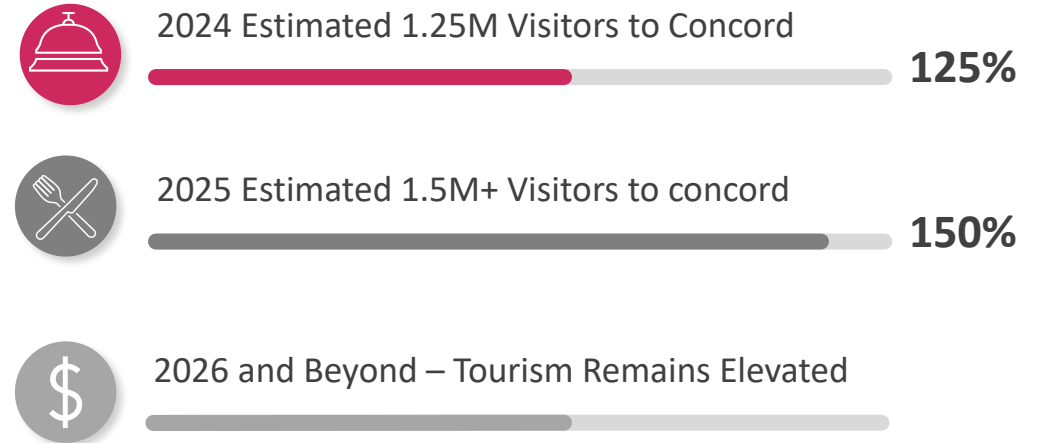 2024 Estimated 1.25M Visitors to Concord
125%
2025 Estimated 1.5M+ Visitors to concord
150%
$
2026 and Beyond – Tourism Remains Elevated